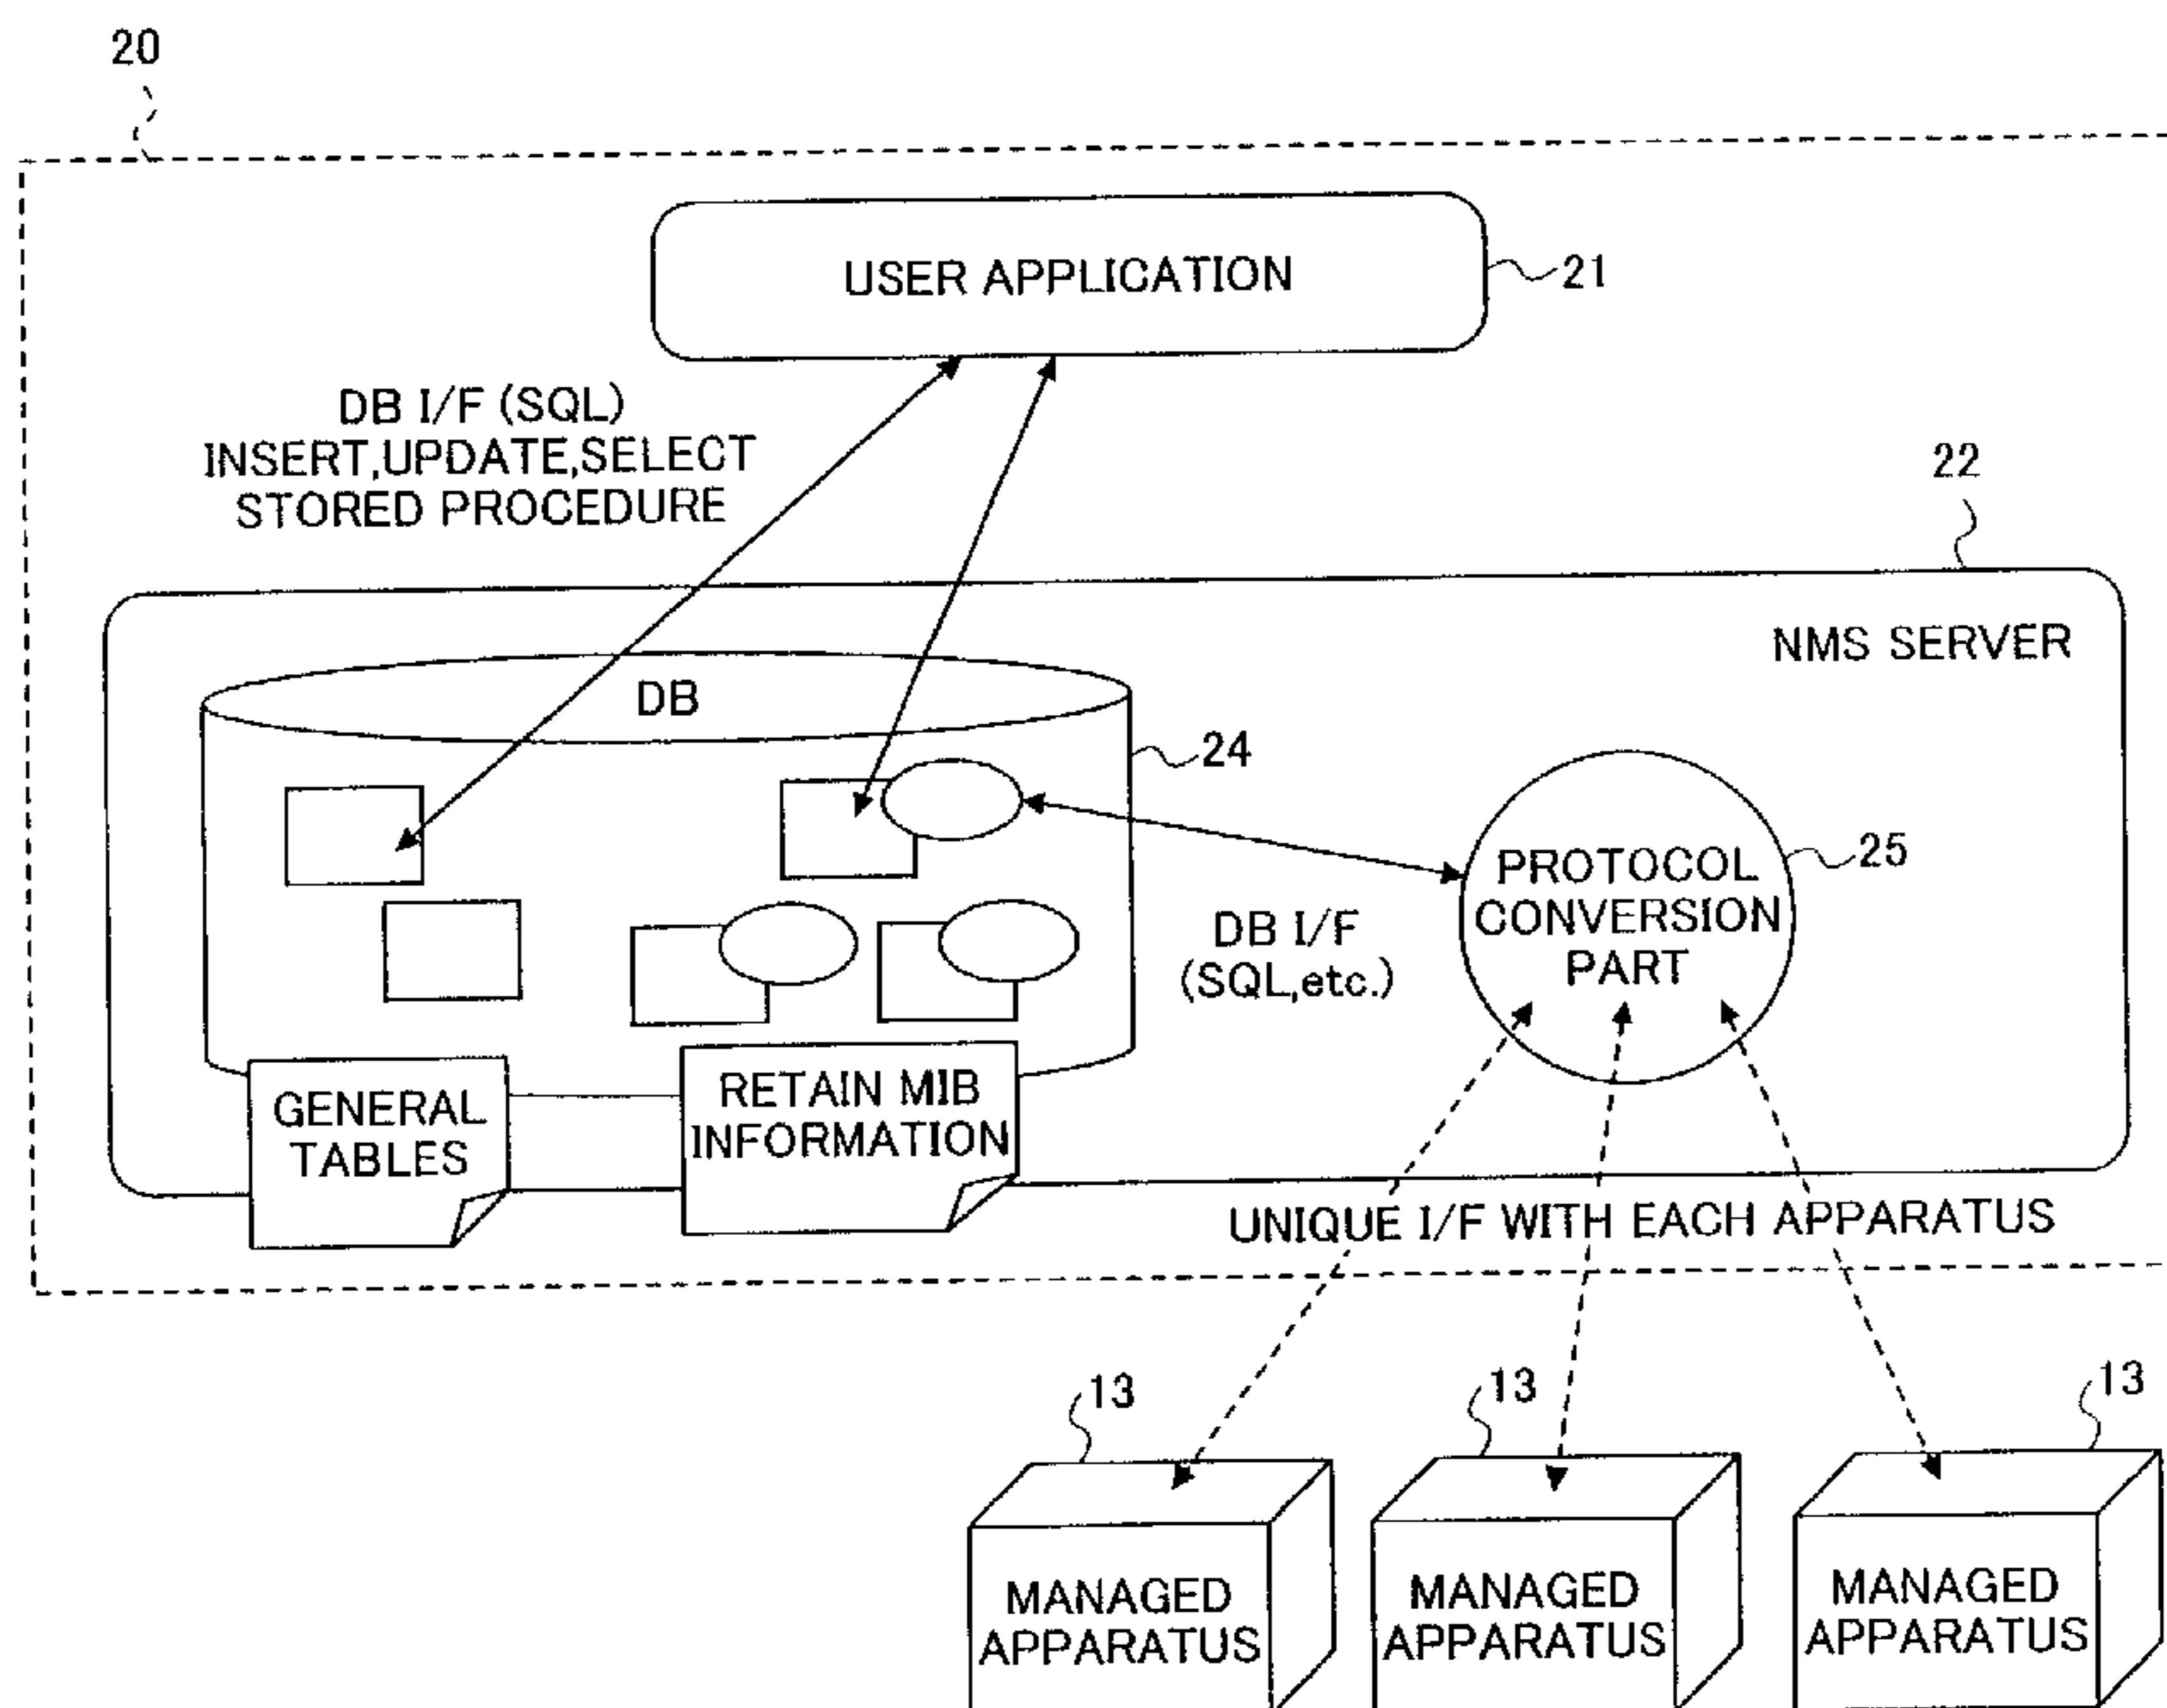 20
USER APPLICATION
21
DB I/F (SQL)
INSERT,UPDATE,SELECT
STORED PROCEDURE
22
NMS SERVER
DB
24
PROTOCOL
CONVERSION
PART
25
DB I/F
(SQL,etc.)
GENERAL
TABLES
RETAIN MIB
INFORMATION
UNIQUE I/F WITH EACH APPARATUS
13
13
13
MANAGED
APPARATUS
MANAGED
APPARATUS
MANAGED
APPARATUS